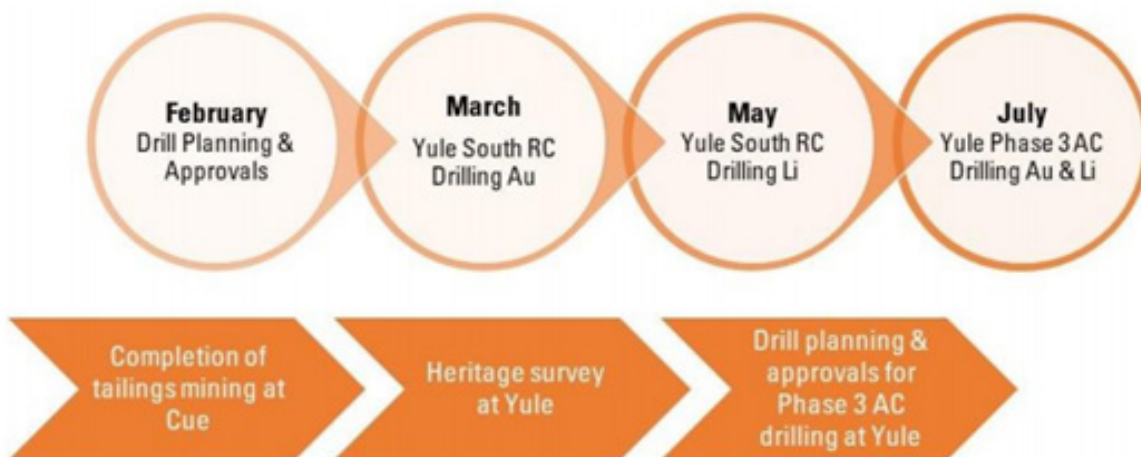 February
Drill Planning &
Approvals
March
Yule South RC
Drilling Au
May
Yule South RC
Drilling Li
July
Yule Phase 3 AC
Drilling Au & Li
Completion of
tailings mining at
Cue
Heritage survey
at Yule
Drill planning &
approvals for
Phase 3 AC
drilling at Yule